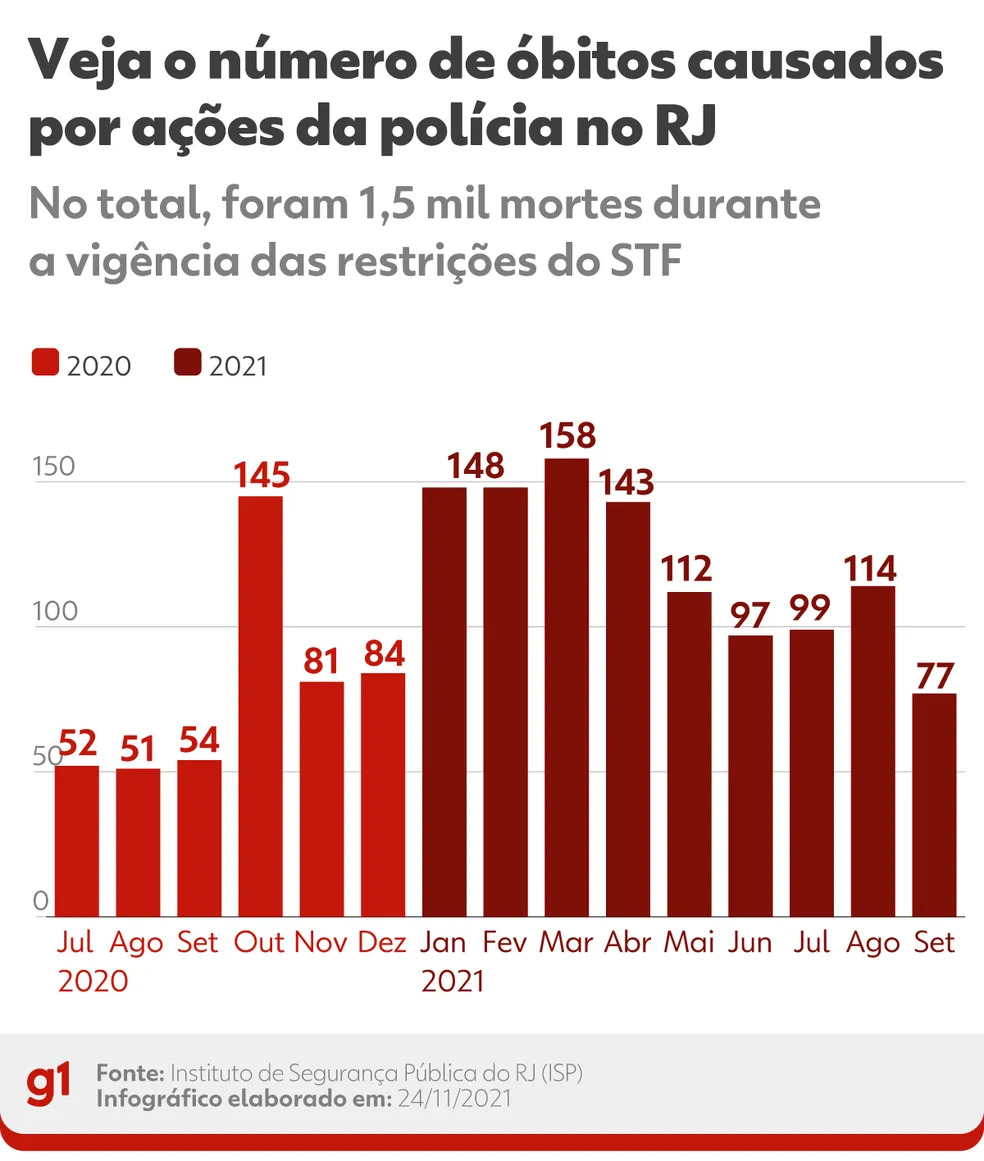 Veja o número de óbitos causados
por ações da polícia no RJ
No total, foram 1,5 mil mortes durante
a vigência das restrições do STF
2020 2021
150
100
50
0
52 51 54 145 81 84 148 158 143 112 97 99 114 77
Jul Ago Set Out Nov Dez Jan Fev Mar Abr Mai Jun Jul Ago Set
2020 2021
g1
Fonte: Instituto de Segurança Pública do RJ (ISP)
Infográfico elaborado em: 24/11/2021